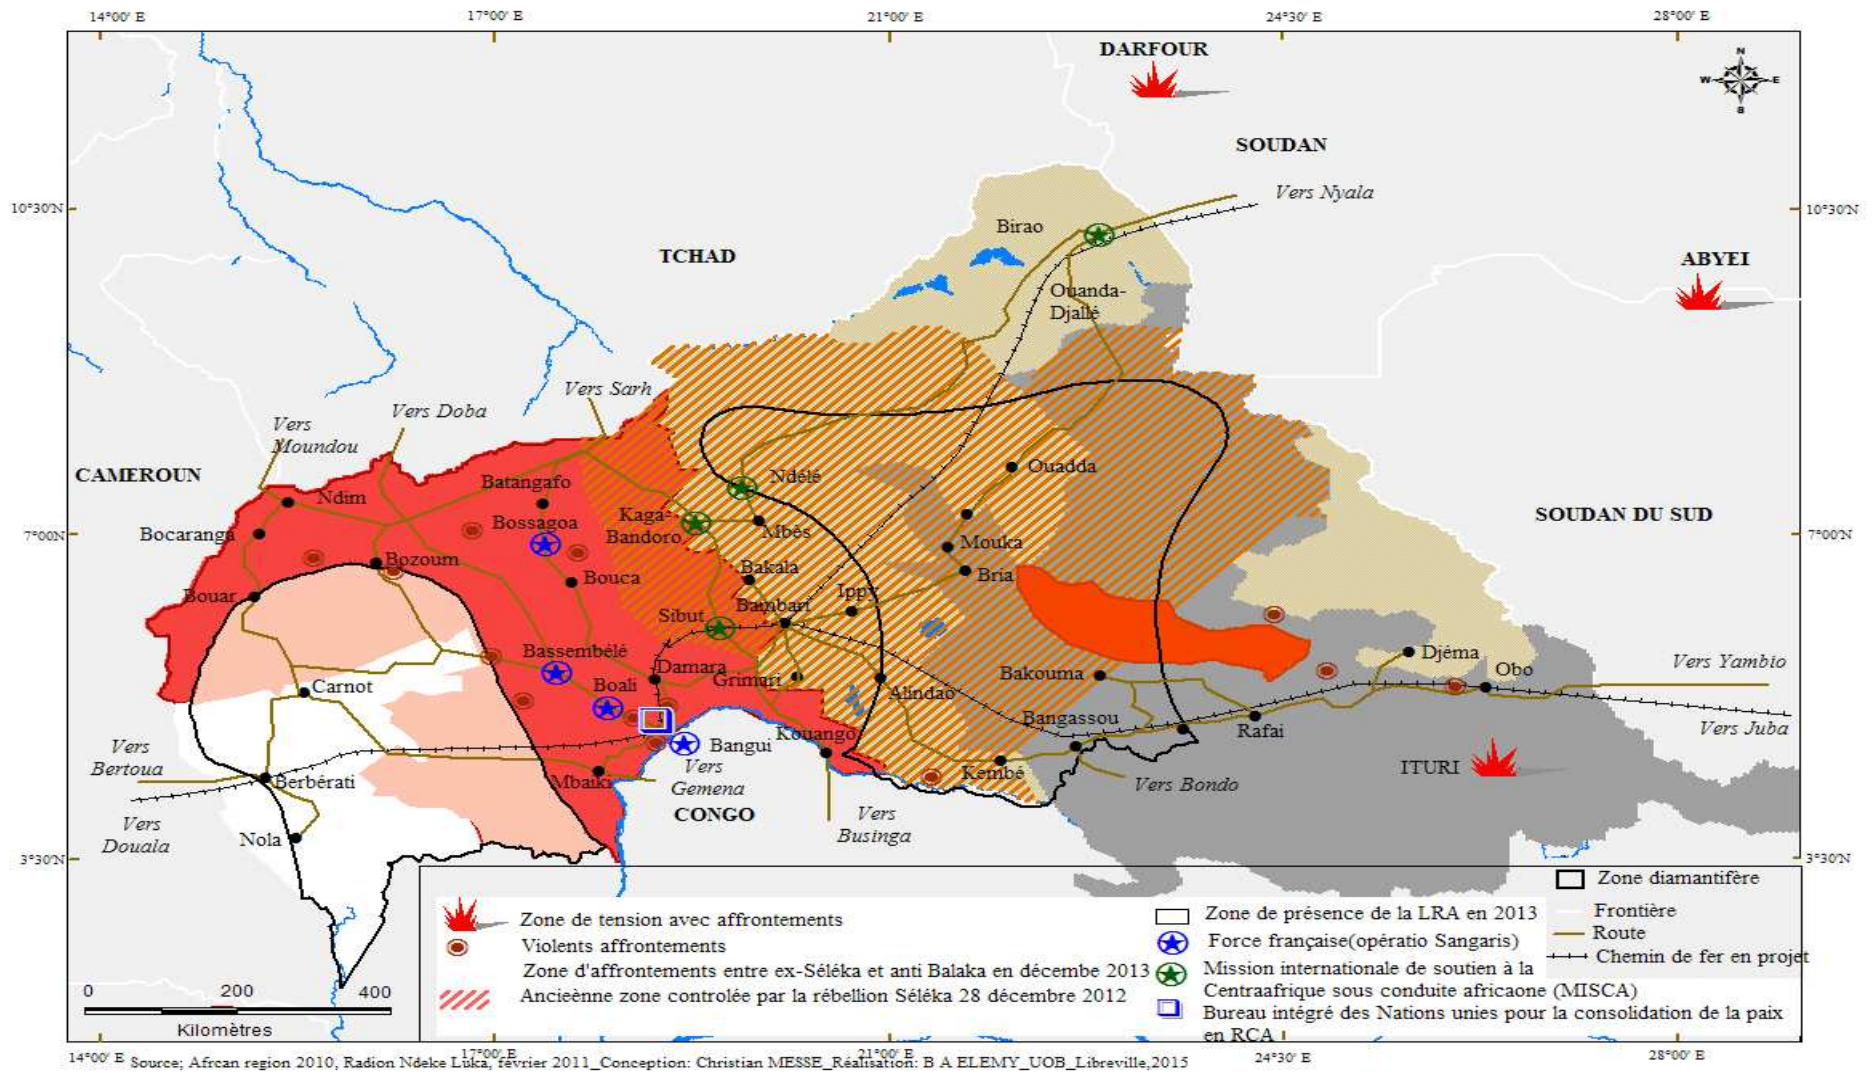 14°00' E
17°00' E
21°00' E
24°30' E
28°00' E
DARFOUR
N
W
E
S
SOUDAN
Vers Nyala
10°30'N
10°30'N
Birao
TCHAD
ABYEI
Ouanda-
Djallé
Vers Sarh
Vers Doba
Vers
Moundou
CAMEROUN
Ndim
Batangafo
Ndélé
Ouadda
Bossagoa
Kaga-
Bandoro
Mbès
SOUDAN DU SUD
Bocaranga
7°00'N
7°00'N
Mouka
Bozoum
Bouca
Bakala
Bria
Bouar
Ippy
Sibut
Bambari
Bassembélé
Damara
Grimari
Djéma
Obo
Vers Yambio
Carnot
Boali
Alindao
Bakouma
Bangui
Kouango
Bangassou
Rafai
Vers Juba
Vers
Bertoua
Berbérati
Mbaiki
Vers
Gemena
Kembé
Vers Bondo
ITURI
CONGO
Vers
Douala
Nola
Vers
Businga
3°30'N
3°30'N
Zone de tension avec affrontements
Violents affrontements
Zone d'affrontements entre ex-Séléka et anti Balaka en décembe 2013
Ancieènne zone controlée par la rébellion Séléka 28 décembre 2012
Zone de présence de la LRA en 2013
Force française(opératio Sangaris)
Mission internationale de soutien à la
Centraafrique sous conduite africaone (MISCA)
Bureau intégré des Nations unies pour la consolidation de la paix
en RCA
Zone diamantifère
Frontière
Route
Chemin de fer en projet
0 200 400
Kilomètres
14°00' E
17°00' E
21°00' E
24°30' E
28°00' E
Source; Afrcan region 2010, Radion Ndeke Luka, février 2011_Conception: Christian MESSE_Réalisation: B A ELEMY_UOB_Libreville,2015